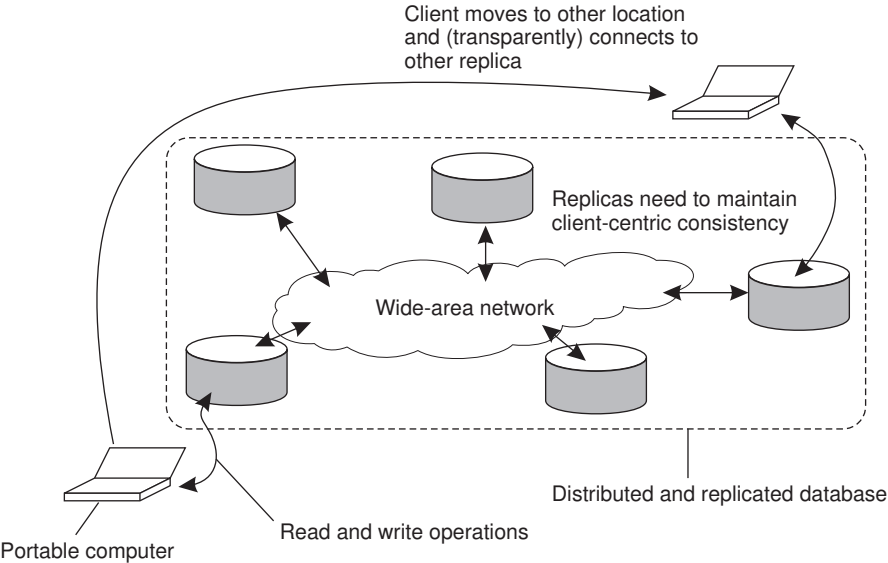 Client moves to other location
and (transparently) connects to
other replica
Replicas need to maintain
client-centric consistency
Wide-area network
Distributed and replicated database
Read and write operations
Portable computer